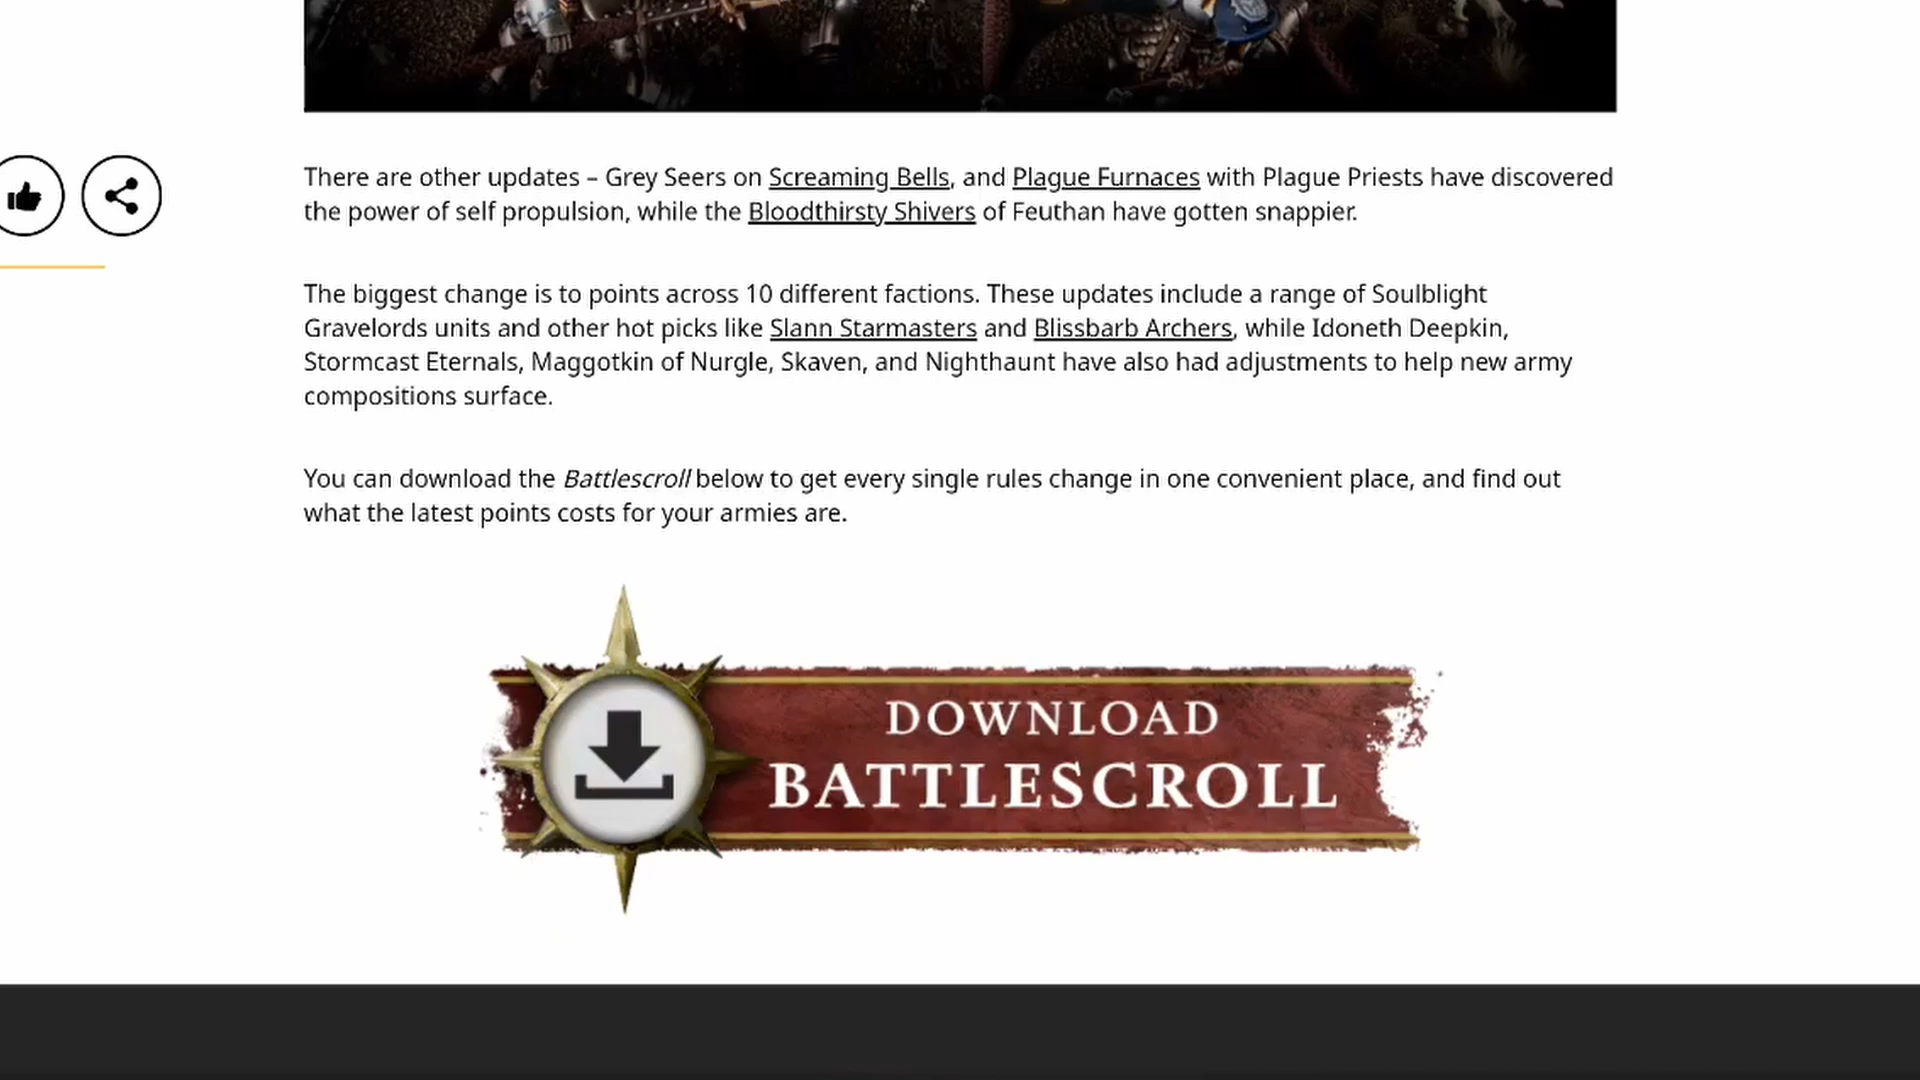 There are other updates – Grey Seers on Screaming Bells, and Plague Furnaces with Plague Priests have discovered
the power of self propulsion, while the Bloodthirsty Shivers of Feuthan have gotten snappier.
The biggest change is to points across 10 different factions. These updates include a range of Soulblight
Gravelords units and other hot picks like Slann Starmasters and Blissbarb Archers, while Idoneth Deepkin,
Stormcast Eternals, Maggotkin of Nurgle, Skaven, and Nighthaunt have also had adjustments to help new army
compositions surface.
You can download the Battlescroll below to get every single rules change in one convenient place, and find out
what the latest points costs for your armies are.
DOWNLOAD
BATTLESCROLL